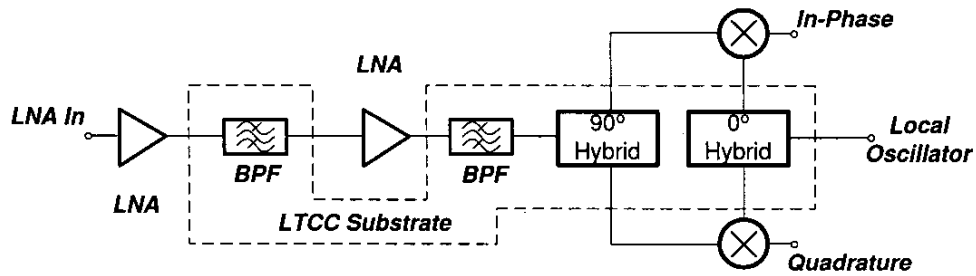 In-Phase
LNA
LNA In
90°
Hybrid
0°
Hybrid
Local
Oscillator
BPF
BPF
LNA
LTCC Substrate
Quadrature